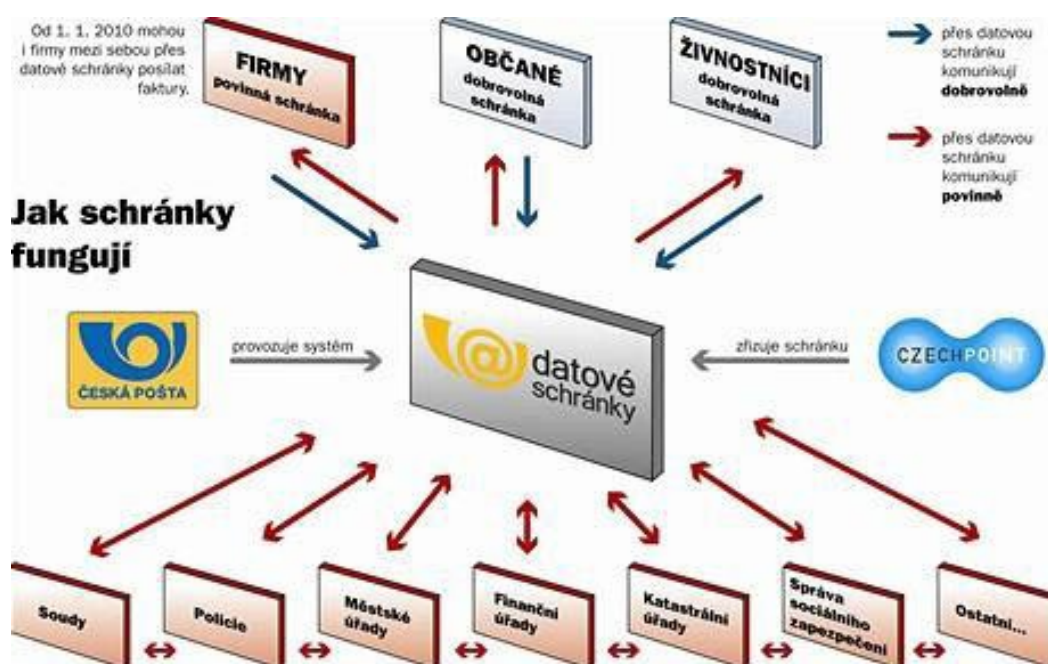 Od 1. 1. 2010 mohou
i firmy mezi sebou přes
datové schránky posílat
faktury.
FIRMY
povinná schránka
OBČANÉ
dobrovolná
schránka
ŽIVNOSTNÍCI
dobrovolná
schránka
přes datovou
schránku
komunikují
dobrovolně
přes datovou
schránku
komunikují
povinně
Jak schránky
fungují
ČESKÁ POŠTA
provozuje systém
@ datové
schránky
zřizuje schránku
CZECHPOINT
Soudy
Policie
Městské
úřady
Finanční
úřady
Katastrální
úřady
Správa
sociálního
zapezpečení
Ostatní...